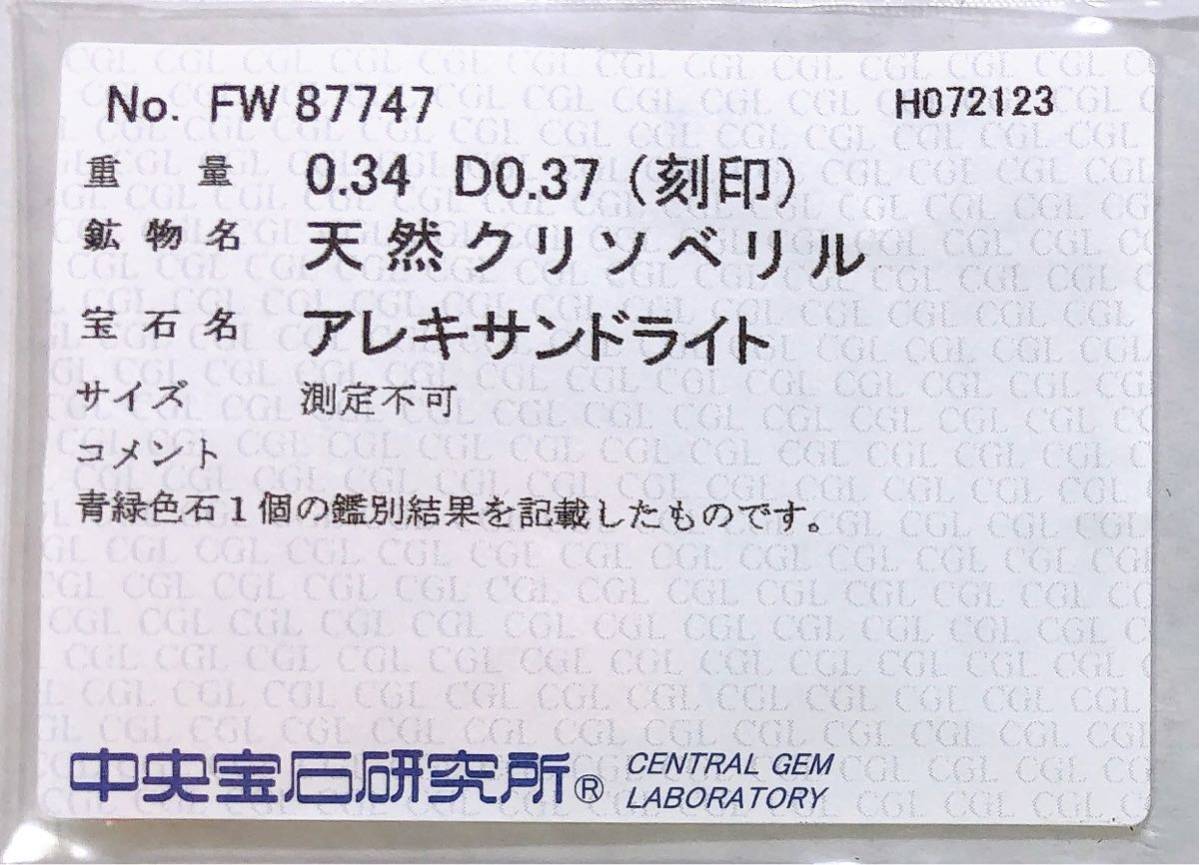 No. FW 87747 H072123
重量 0.34 D0.37 (刻印)
鉱物名 天然クリソベリル
宝石名 アレキサンドライト
サイズ 測定不可
コメント
青緑色石1個の鑑別結果を記載したものです。
中央宝石研究所® CENTRAL GEM
LABORATORY